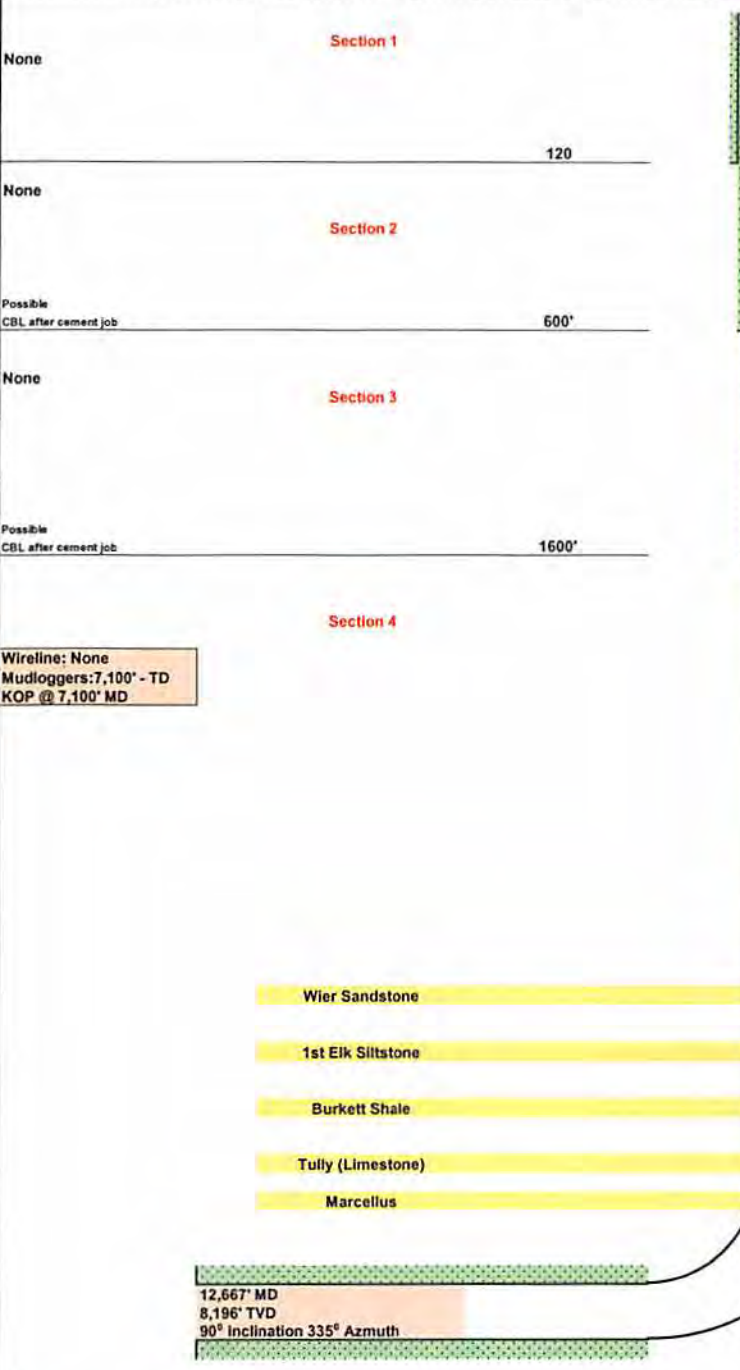 Section 1
None
120
None
Section 2
Possible
CBL after cement job
600'
None
Section 3
Possible
CBL after cement job
1600'
Section 4
Wireline: None
Mudloggers:7,100' - TD
KOP @ 7,100' MD
Wier Sandstone
1st Elk Siltstone
Burkett Shale
Tully (Limestone)
Marcellus
12,667' MD
8,196' TVD
90⁰ Inclination 335⁰ Azmuth